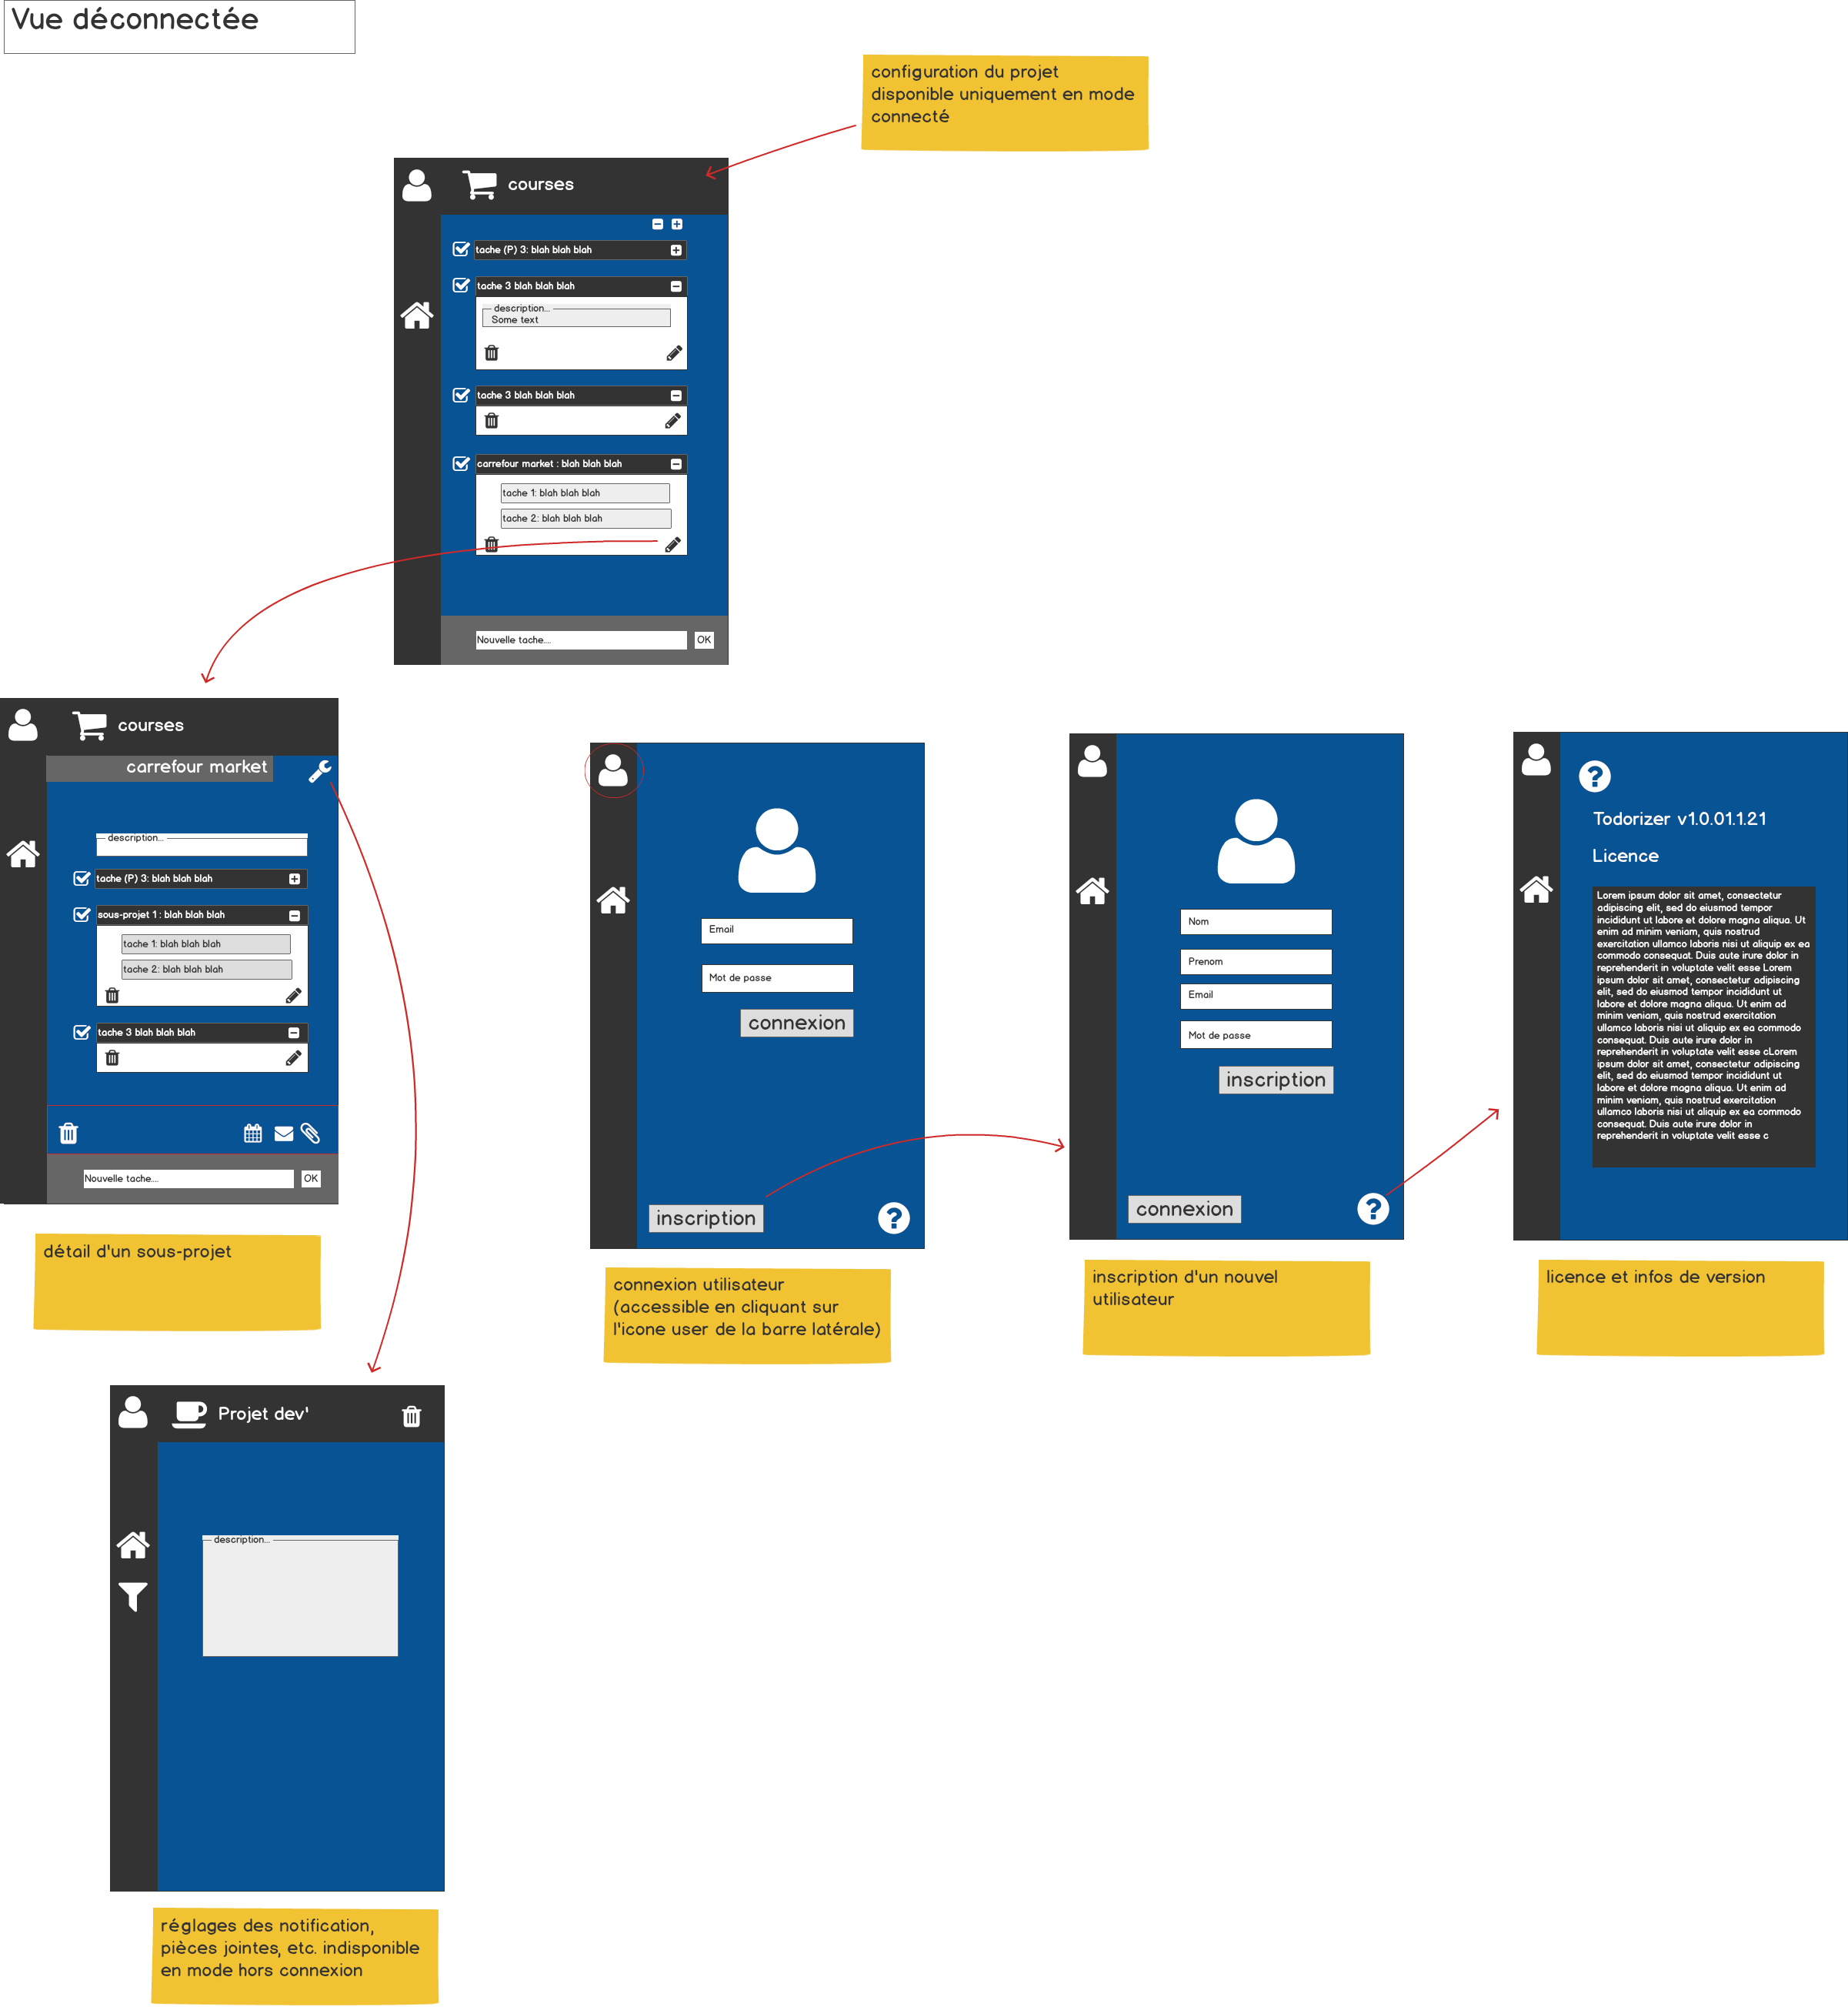 Vue déconnectée
configuration du projet
disponible uniquement en mode
connecté
courses
tache (P) 3: blah blah blah
tache 3 blah blah blah
description...
Some text
tache 3 blah blah blah
carrefour market : blah blah blah
tache 1: blah blah blah
tache 2: blah blah blah
Nouvelle tache....
OK
courses
carrefour market
description...
tache (P) 3: blah blah blah
sous-projet 1 : blah blah blah
tache 1: blah blah blah
tache 2: blah blah blah
tache 3 blah blah blah
Nouvelle tache....
OK
détail d'un sous-projet
Email
Mot de passe
connexion
inscription
connexion utilisateur
(accessible en cliquant sur
l'icone user de la barre latérale)
Nom
Prenom
Email
Mot de passe
inscription
connexion
inscription d'un nouvel
utilisateur
Todorizer v1.0.01.1.21
Licence
Lorem ipsum dolor sit amet, consectetur
adipiscing elit, sed do eiusmod tempor
incididunt ut labore et dolore magna aliqua. Ut
enim ad minim veniam, quis nostrud
exercitation ullamco laboris nisi ut aliquip ex ea
commodo consequat. Duis aute irure dolor in
reprehenderit in voluptate velit esse Lorem
ipsum dolor sit amet, consectetur adipiscing
elit, sed do eiusmod tempor incididunt ut
labore et dolore magna aliqua. Ut enim ad
minim veniam, quis nostrud exercitation
ullamco laboris nisi ut aliquip ex ea commodo
consequat. Duis aute irure dolor in
reprehenderit in voluptate velit esse cLorem
ipsum dolor sit amet, consectetur adipiscing
elit, sed do eiusmod tempor incididunt ut
labore et dolore magna aliqua. Ut enim ad
minim veniam, quis nostrud exercitation
ullamco laboris nisi ut aliquip ex ea commodo
consequat. Duis aute irure dolor in
reprehenderit in voluptate velit esse c
licence et infos de version
Projet dev'
description...
réglages des notification,
pièces jointes, etc. indisponible
en mode hors connexion